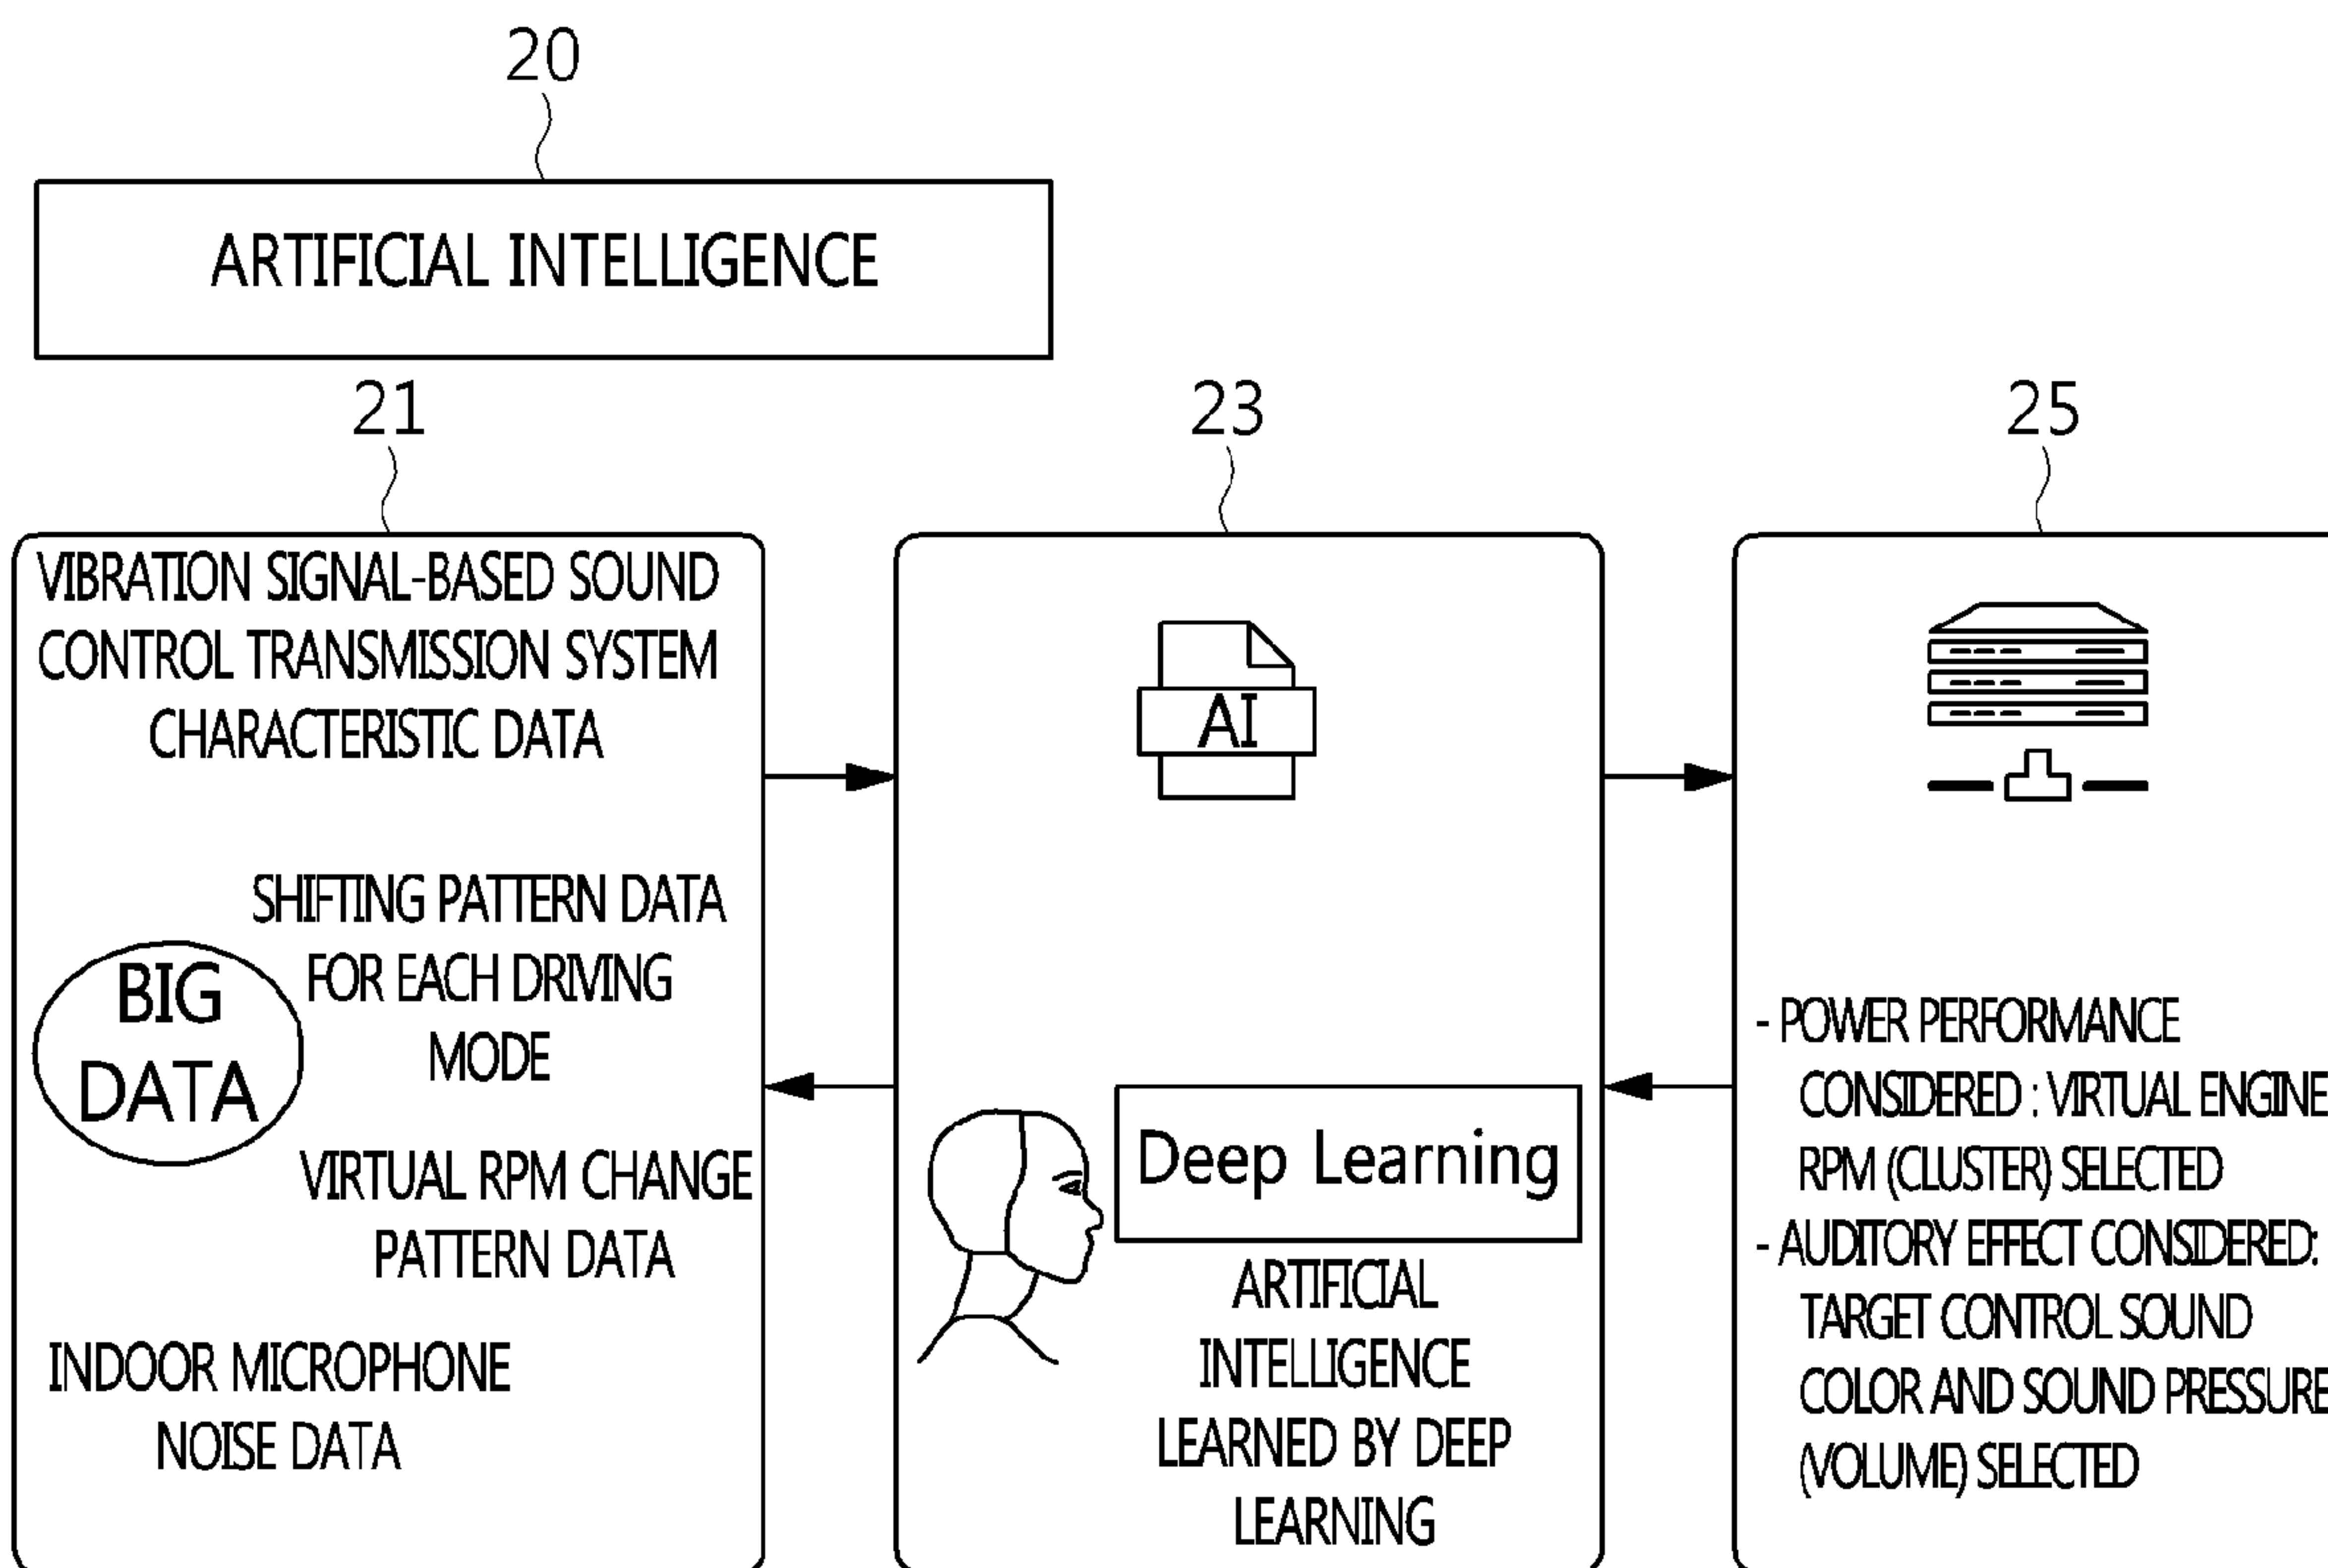 20
ARTIFICIAL INTELLIGENCE
21
VIBRATION SIGNAL-BASED SOUND
CONTROL TRANSMISSION SYSTEM
CHARACTERISTIC DATA
SHIFTING PATTERN DATA
FOR EACH DRIVING
MODE
BIG
DATA
VIRTUAL RPM CHANGE
PATTERN DATA
INDOOR MICROPHONE
NOISE DATA
23
AI
Deep Learning
ARTIFICIAL
INTELLIGENCE
LEARNED BY DEEP
LEARNING
25
- POWER PERFORMANCE
CONSIDERED : VIRTUAL ENGINE
RPM (CLUSTER) SELECTED
- AUDITORY EFFECT CONSIDERED:
TARGET CONTROL SOUND
COLOR AND SOUND PRESSURE
(VOLUME) SELECTED